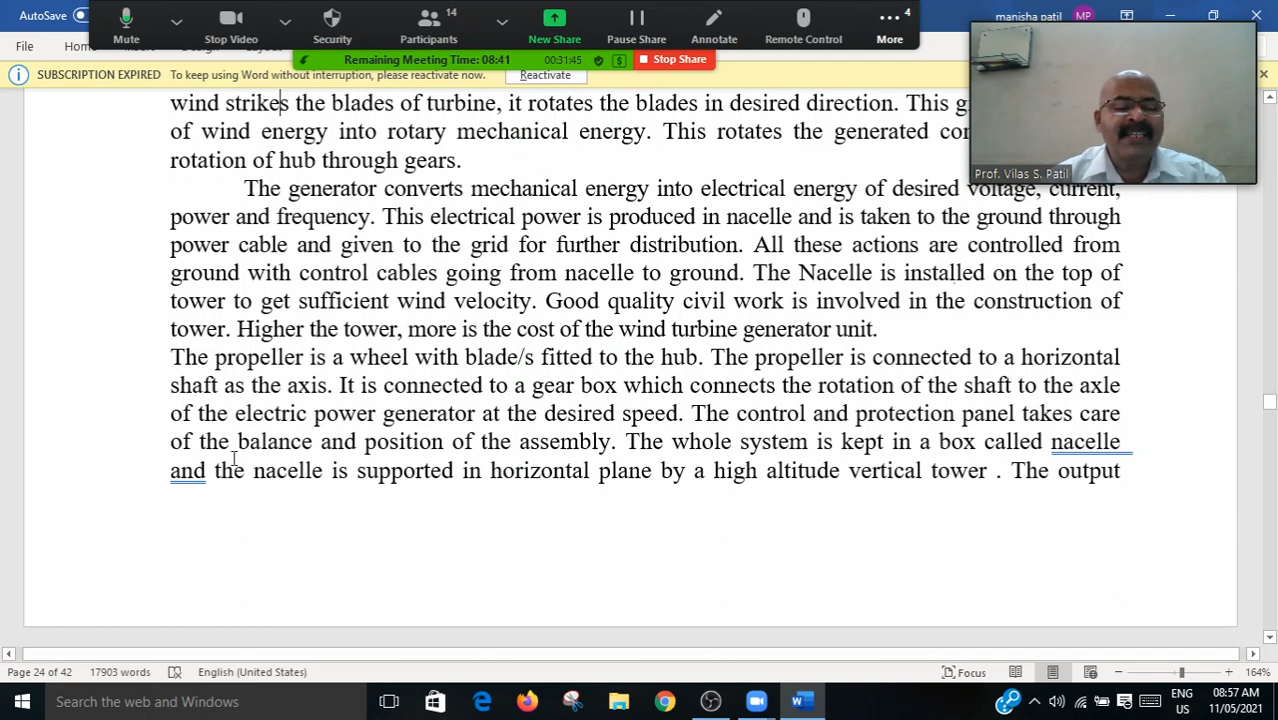 AutoSave
manisha patil
MP
4
14
Mute
Stop Video
Security
Participants
New Share
Pause Share
Annotate
Remote Control
More
Remaining Meeting Time: 08:41
00:31:45
Stop Share
File
SUBSCRIPTION EXPIRED To keep using Word without interruption, please reactivate now. Reactivate
Prof. Vilas S. Patil
wind strikes the blades of turbine, it rotates the blades in desired direction. This
of wind energy into rotary mechanical energy. This rotates the generated
rotation of hub through gears.
The generator converts mechanical energy into electrical energy of desired voltage, current,
power and frequency. This electrical power is produced in nacelle and is taken to the ground through
power cable and given to the grid for further distribution. All these actions are controlled from
ground with control cables going from nacelle to ground. The Nacelle is installed on the top of
tower to get sufficient wind velocity. Good quality civil work is involved in the construction of
tower. Higher the tower, more is the cost of the wind turbine generator unit.
The propeller is a wheel with blade/s fitted to the hub. The propeller is connected to a horizontal
shaft as the axis. It is connected to a gear box which connects the rotation of the shaft to the axle
of the electric power generator at the desired speed. The control and protection panel takes care
of the balance and position of the assembly. The whole system is kept in a box called nacelle
and the nacelle is supported in horizontal plane by a high altitude vertical tower . The output
Page 24 of 42 17903 words English (United States) Focus 164%
Search the web and Windows
ENG
US
08:57 AM
11/05/2021